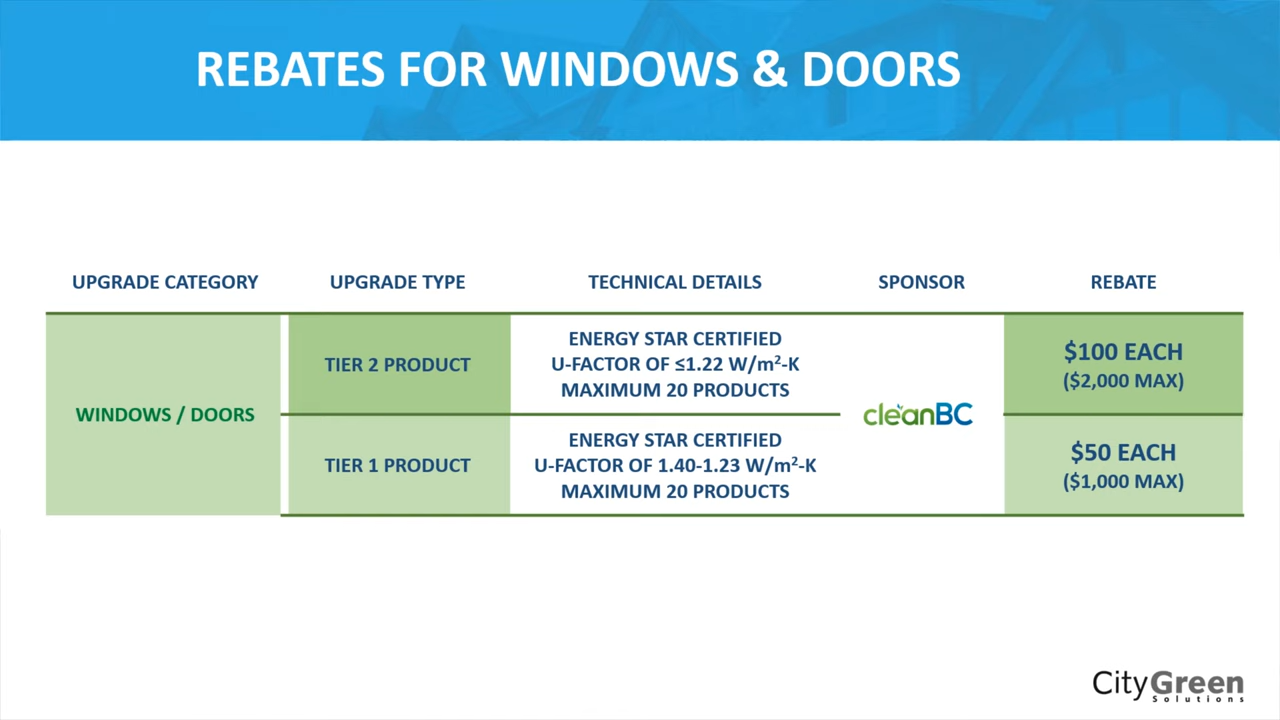 REBATES FOR WINDOWS & DOORS
UPGRADE CATEGORY UPGRADE TYPE TECHNICAL DETAILS SPONSOR REBATE
WINDOWS / DOORS
TIER 2 PRODUCT
ENERGY STAR CERTIFIED
U-FACTOR OF ≤1.22 W/m²-K
MAXIMUM 20 PRODUCTS
cleanBC
$100 EACH
($2,000 MAX)
TIER 1 PRODUCT
ENERGY STAR CERTIFIED
U-FACTOR OF 1.40-1.23 W/m²-K
MAXIMUM 20 PRODUCTS
$50 EACH
($1,000 MAX)
CityGreen
Solutions